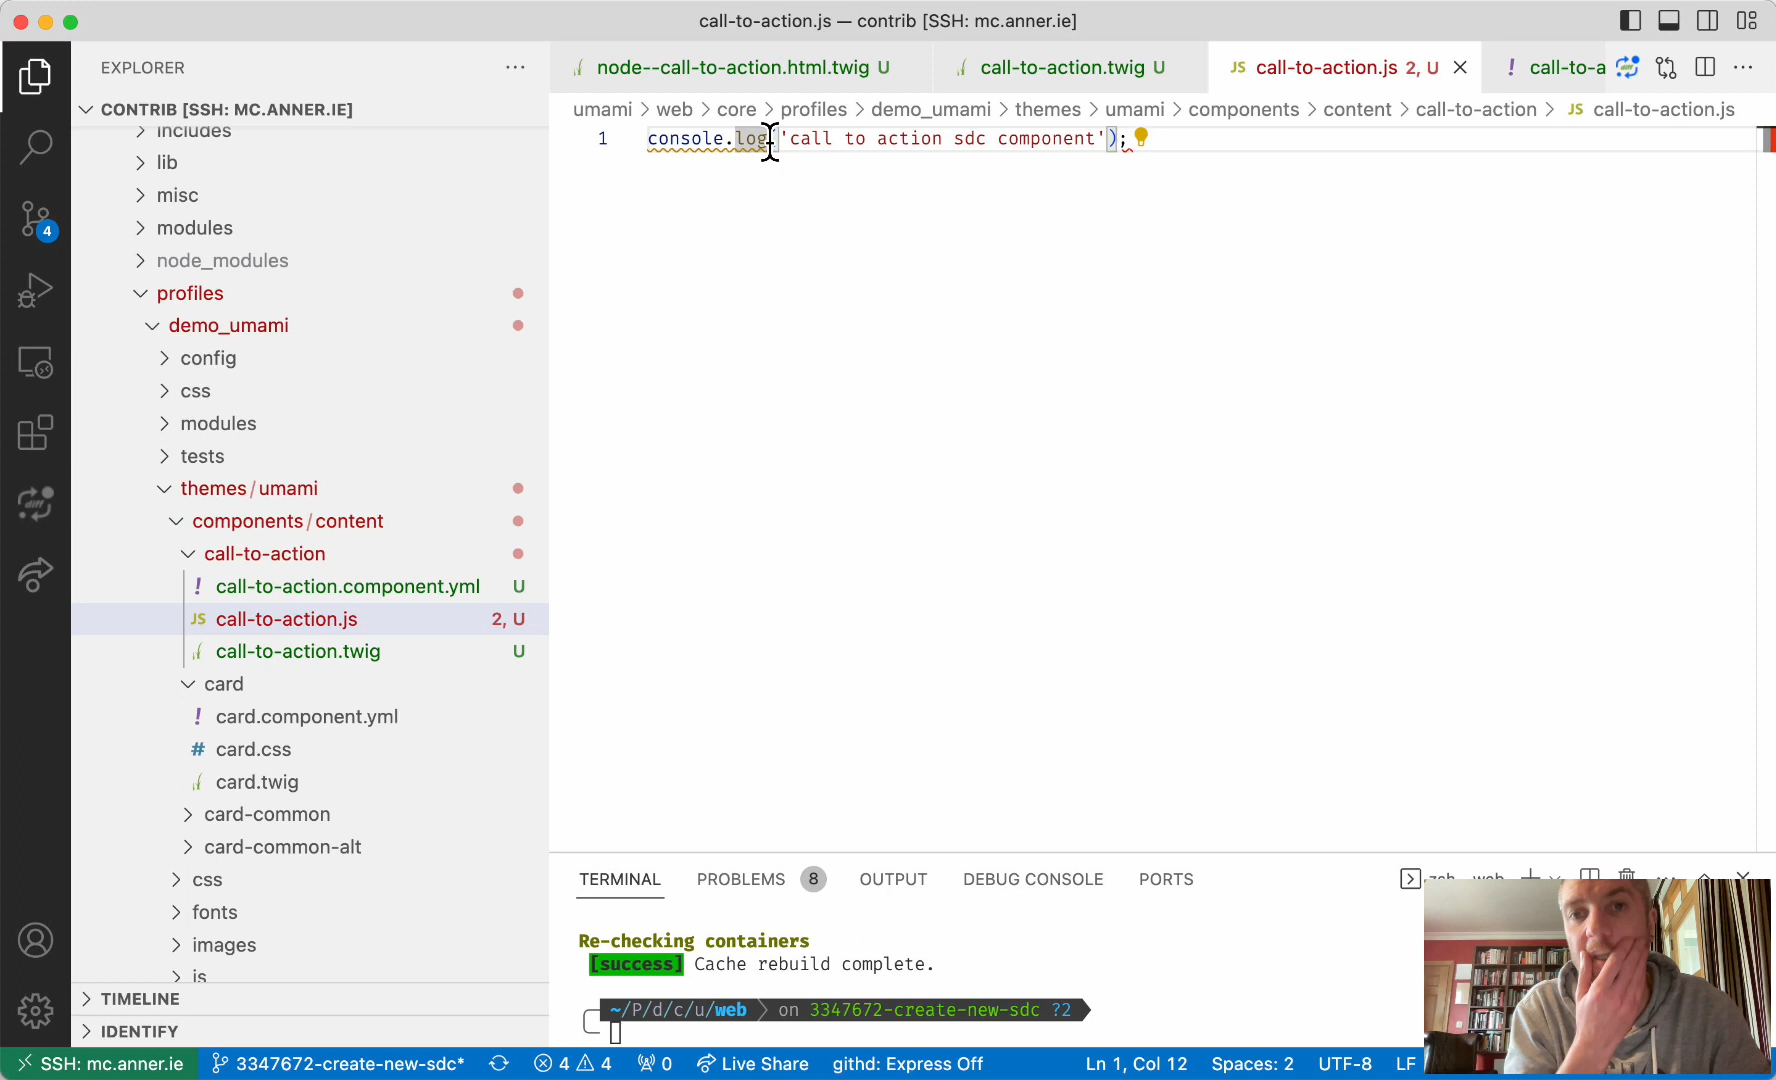 call-to-action.js — contrib [SSH: mc.anner.ie]
EXPLORER
CONTRIB [SSH: MC.ANNER.IE]
includes
lib
misc
modules
node_modules
profiles
demo_umami
config
css
modules
tests
themes/umami
components/content
call-to-action
! call-to-action.component.yml U
JS call-to-action.js 2, U
call-to-action.twig U
card
! card.component.yml
# card.css
card.twig
card-common
card-common-alt
css
fonts
images
js
TIMELINE
IDENTIFY
4
node--call-to-action.html.twig U
call-to-action.twig U
JS call-to-action.js 2, U
! call-to-a
diff
umami > web > core > profiles > demo_umami > themes > umami > components > content > call-to-action > JS call-to-action.js
1 console.log('call to action sdc component');
TERMINAL PROBLEMS 8 OUTPUT DEBUG CONSOLE PORTS
zsh - web
Re-checking containers
[success] Cache rebuild complete.
~/P/d/c/u/web on 3347672-create-new-sdc ?2
SSH: mc.anner.ie 3347672-create-new-sdc* 4 4 0 Live Share githd: Express Off Ln 1, Col 12 Spaces: 2 UTF-8 LF